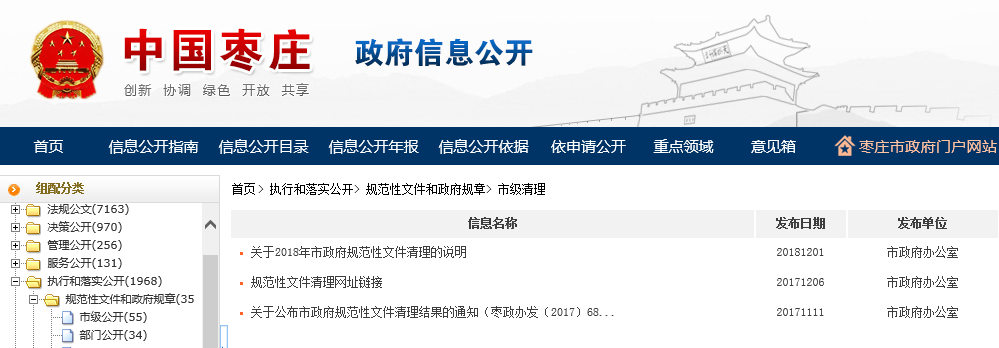 中国枣庄 政府信息公开
创新 协调 绿色 开放 共享
首页 信息公开指南 信息公开目录 信息公开年报 信息公开依据 依申请公开 重点领域 意见箱 枣庄市政府门户网站
组配分类
法规公文(7163)
决策公开(970)
管理公开(256)
服务公开(131)
执行和落实公开(1968)
规范性文件和政府规章(35
市级公开(55)
部门公开(34)
首页> 执行和落实公开> 规范性文件和政府规章> 市级清理
信息名称 发布日期 发布单位
关于2018年市政府规范性文件清理的说明 20181201 市政府办公室
规范性文件清理网址链接 20171206 市政府办公室
关于公布市政府规范性文件清理结果的通知（枣政办发（2017）68... 20171111 市政府办公室